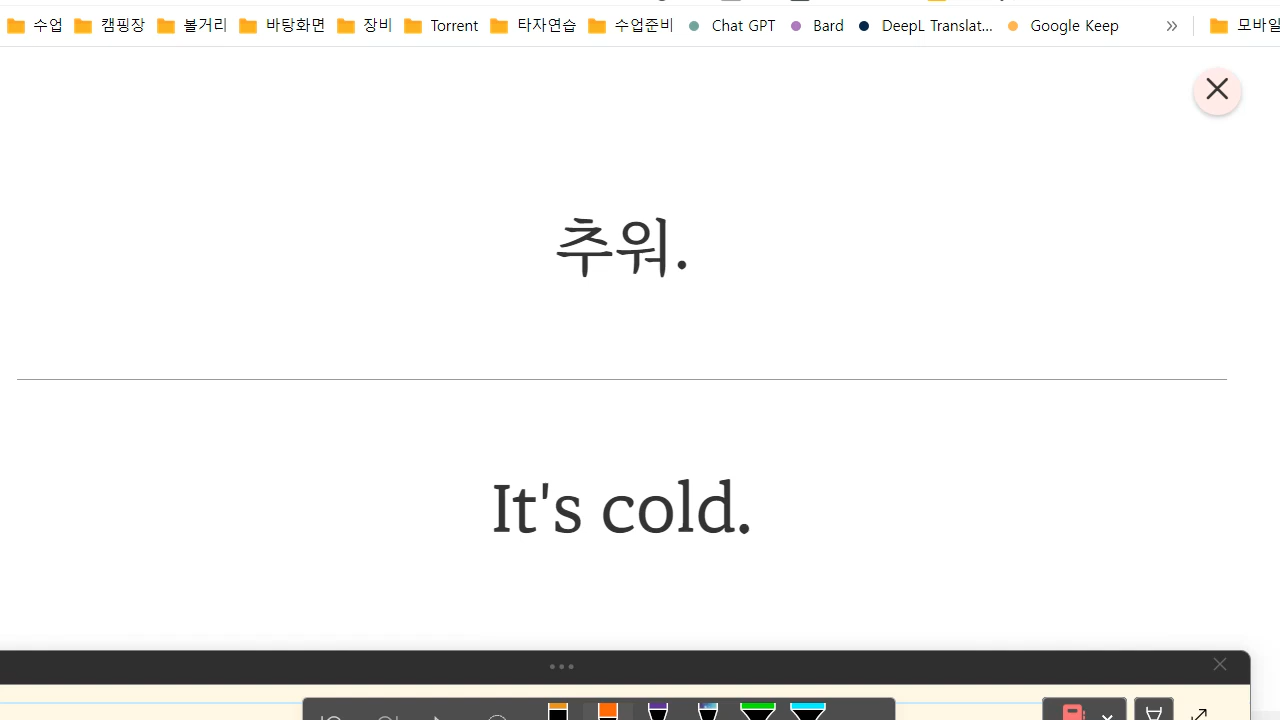 수업 캠핑장 볼거리 바탕화면 장비 Torrent 타자연습 수업준비 Chat GPT Bard DeepL Translat... Google Keep » 모바일
추워.
It's cold.